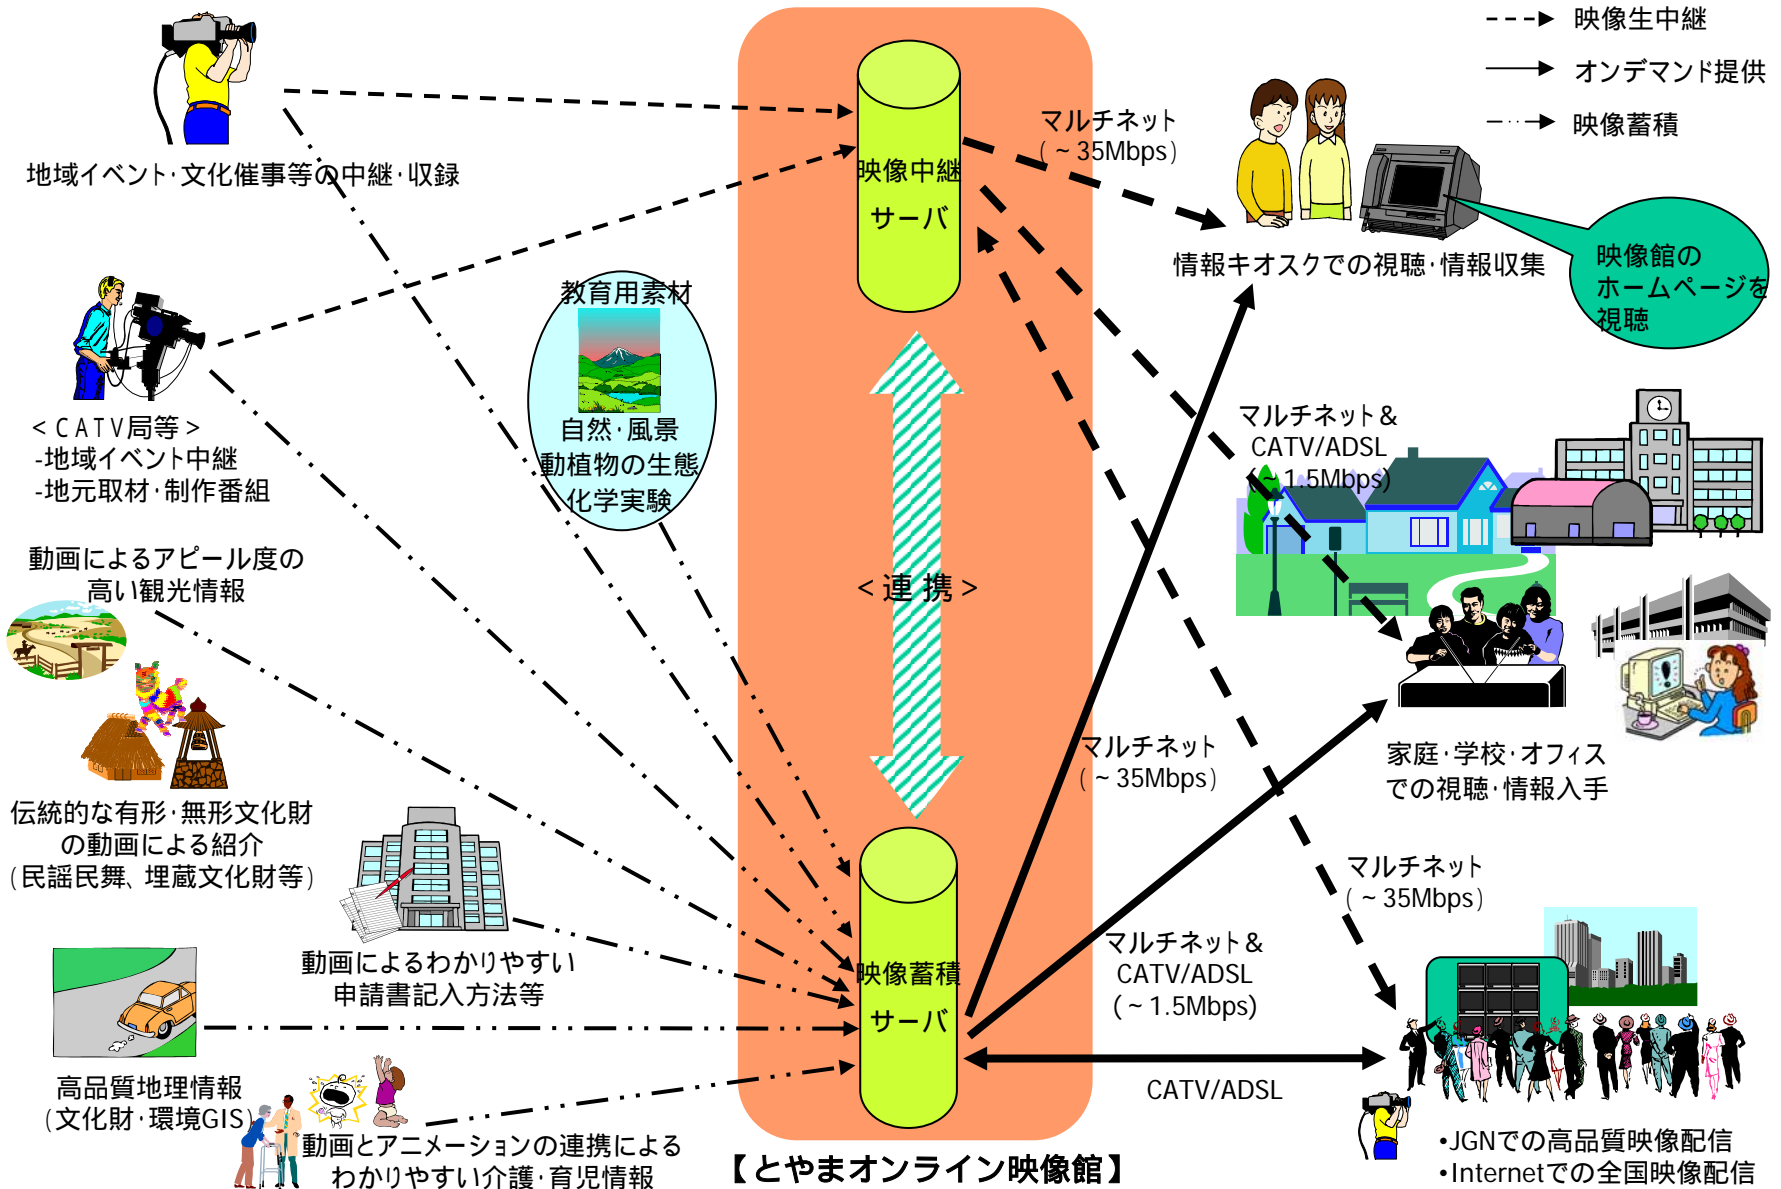 映像生中継
オンデマンド提供
映像蓄積
地域イベント・文化催事等の中継・収録
<CATV局等>
-地域イベント中継
-地元取材・制作番組
教育用素材
自然・風景
動植物の生態
化学実験
動画によるアピール度の
高い観光情報
伝統的な有形・無形文化財
の動画による紹介
(民謡民舞、埋蔵文化財等)
動画によるわかりやすい
申請書記入方法等
高品質地理情報
(文化財・環境GIS)
動画とアニメーションの連携による
わかりやすい介護・育児情報
映像中継
サーバ
<連携>
映像蓄積
サーバ
【とやまオンライン映像館】
マルチネット
(~35Mbps)
情報キオスクでの視聴・情報収集
映像館の
ホームページを
視聴
マルチネット&
CATV/ADSL
(~1.5Mbps)
マルチネット
(~35Mbps)
家庭・学校・オフィス
での視聴・情報入手
マルチネット
(~35Mbps)
マルチネット&
CATV/ADSL
(~1.5Mbps)
CATV/ADSL
•JGNでの高品質映像配信
•Internetでの全国映像配信